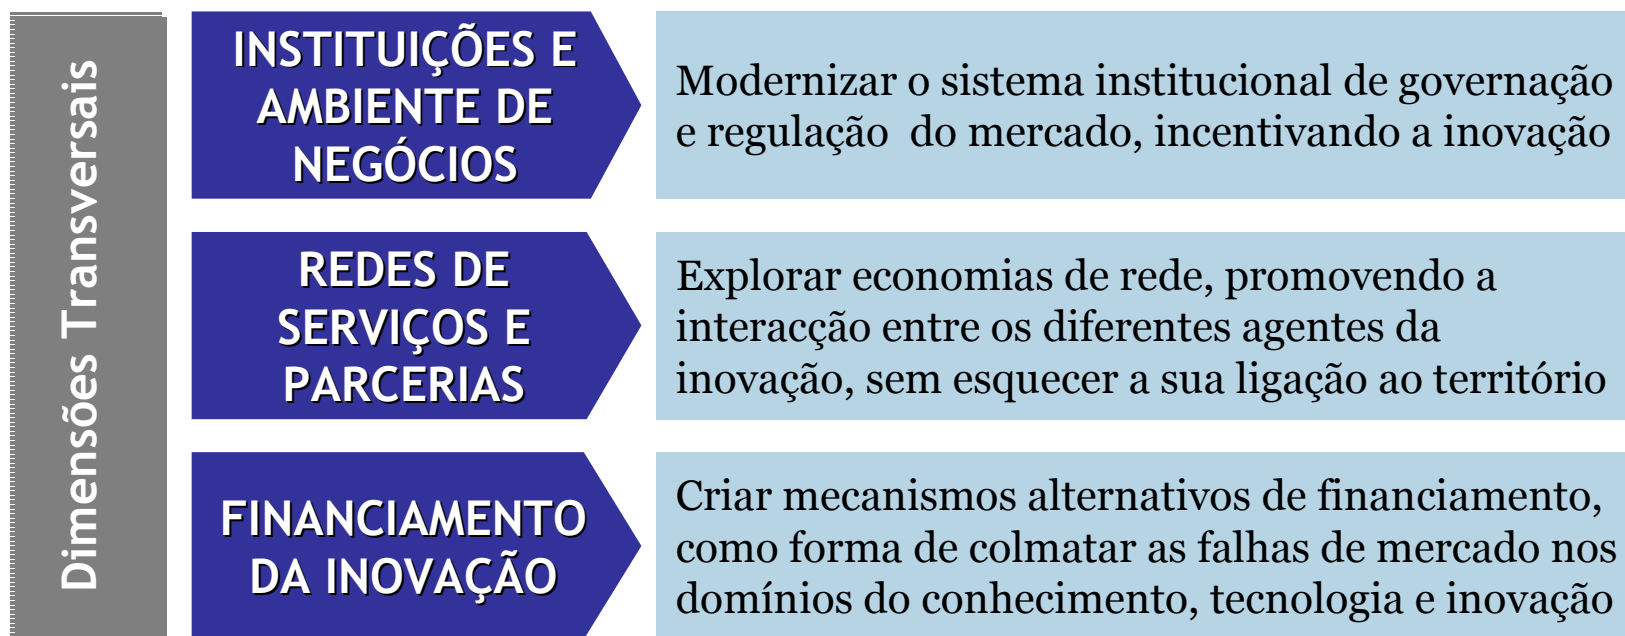 Dimensões Transversais
INSTITUIÇÕES E
AMBIENTE DE
NEGÓCIOS
Modernizar o sistema institucional de governação
e regulação  do mercado, incentivando a inovação
REDES DE
SERVIÇOS E
PARCERIAS
Explorar economias de rede, promovendo a
interacção entre os diferentes agentes da
inovação, sem esquecer a sua ligação ao território
FINANCIAMENTO
DA INOVAÇÃO
Criar mecanismos alternativos de financiamento,
como forma de colmatar as falhas de mercado nos
domínios do conhecimento, tecnologia e inovação